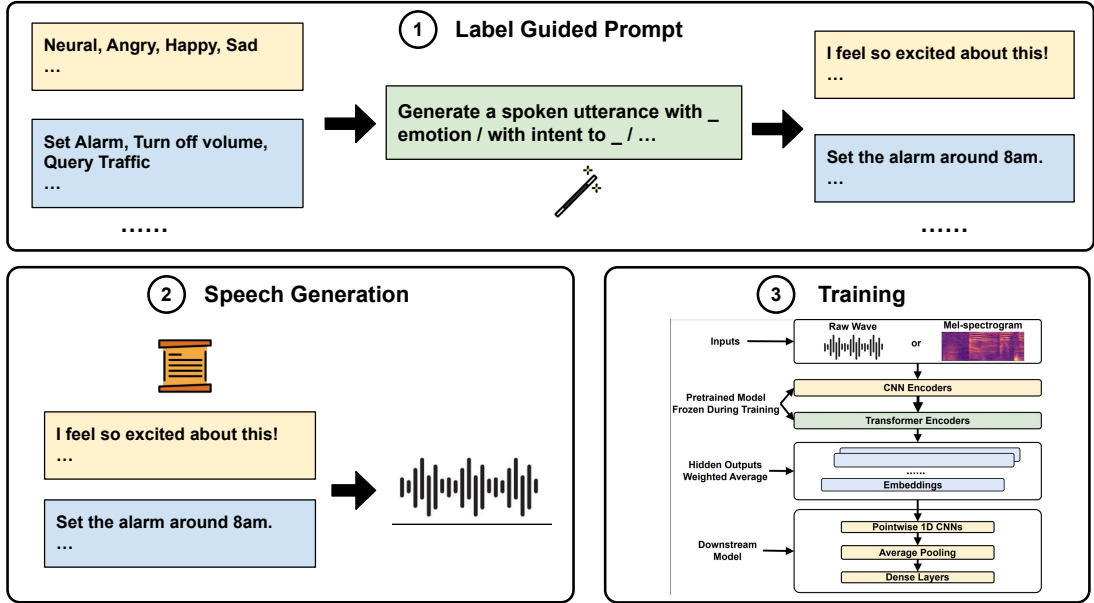 1 Label Guided Prompt
Neural, Angry, Happy, Sad
...
Set Alarm, Turn off volume,
Query Traffic
...
......
Generate a spoken utterance with _
emotion / with intent to _ / ...
I feel so excited about this!
...
Set the alarm around 8am.
...
......
2 Speech Generation
I feel so excited about this!
...
Set the alarm around 8am.
...
3 Training
Inputs
Raw Wave
or
Mel-spectrogram
Pretrained Model
Frozen During Training
CNN Encoders
Transformer Encoders
Hidden Outputs
Weighted Average
......
Embeddings
Downstream
Model
Pointwise 1D CNNs
Average Pooling
Dense Layers